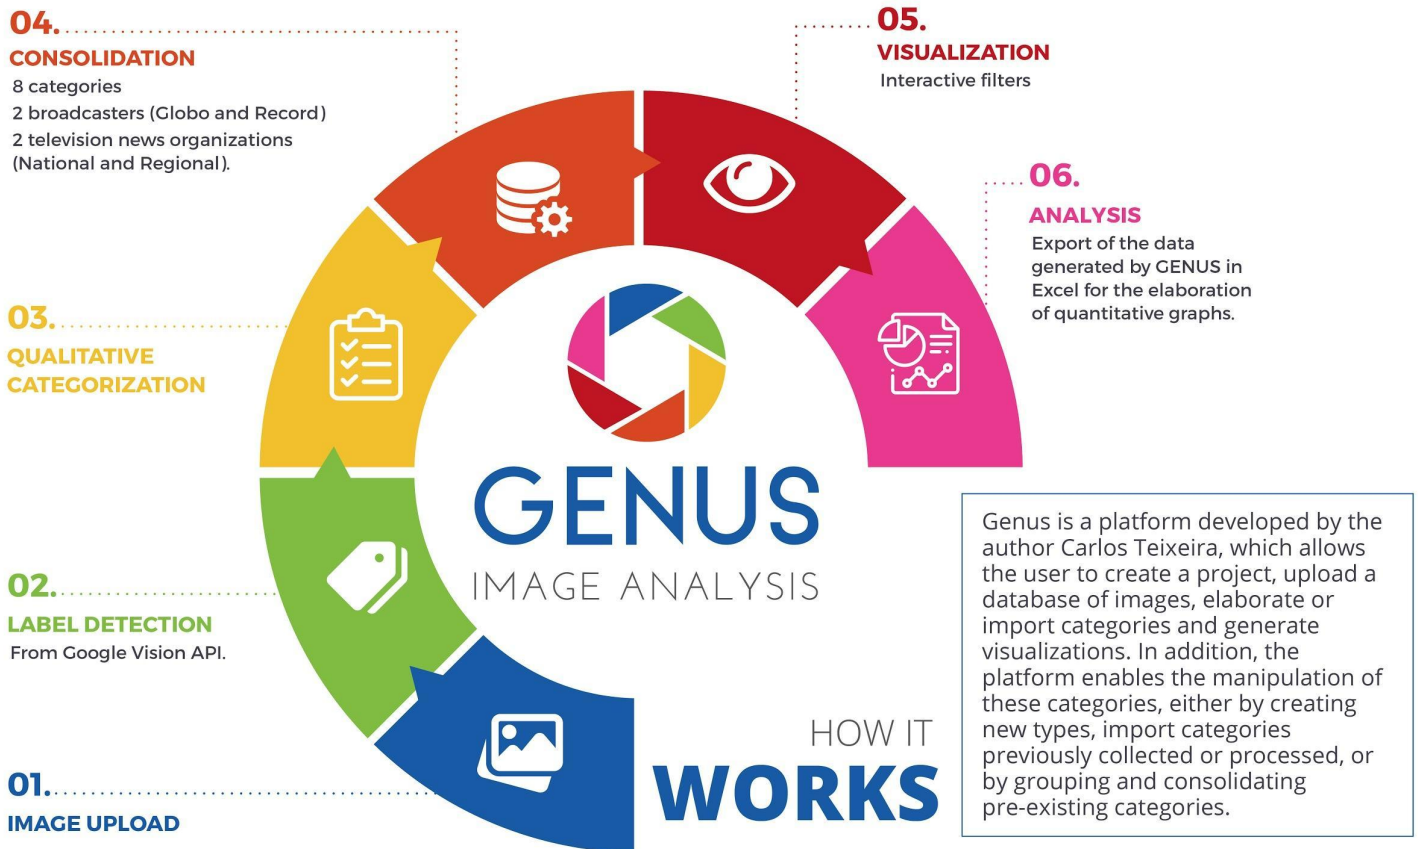 04.
CONSOLIDATION
8 categories
2 broadcasters (Globo and Record)
2 television news organizations
(National and Regional).
05.
VISUALIZATION
Interactive filters
06.
ANALYSIS
Export of the data
generated by GENUS in
Excel for the elaboration
of quantitative graphs.
03.
QUALITATIVE
CATEGORIZATION
GENUS
IMAGE ANALYSIS
02.
LABEL DETECTION
From Google Vision API.
01.
IMAGE UPLOAD
HOW IT
WORKS
Genus is a platform developed by the
author Carlos Teixeira, which allows
the user to create a project, upload a
database of images, elaborate or
import categories and generate
visualizations. In addition, the
platform enables the manipulation of
these categories, either by creating
new types, import categories
previously collected or processed, or
by grouping and consolidating
pre-existing categories.